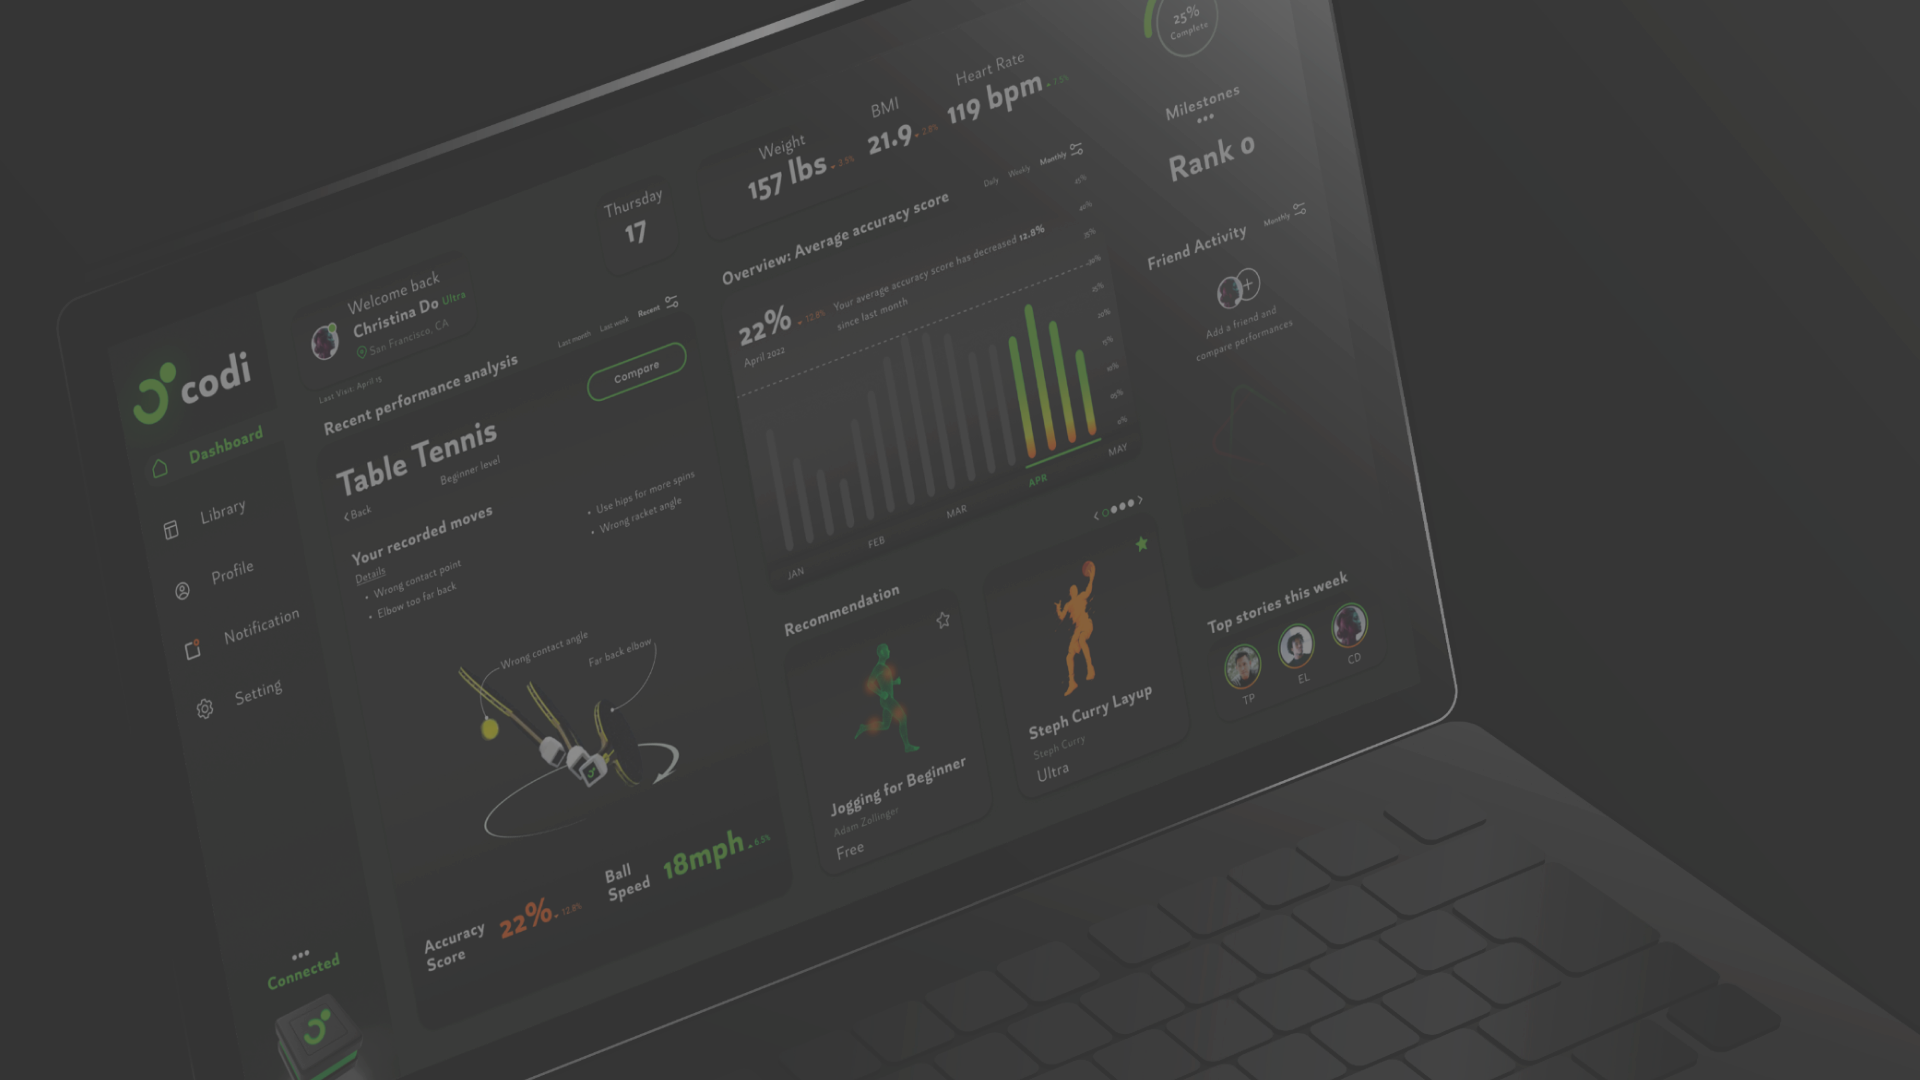 codi
Dashboard
Library
Profile
Notification
Setting
Connected
Welcome back
Christina Do Ultra
San Francisco, CA
Last Visit: April 15
Thursday
17
Weight
157 lbs
BMI
21.9
2.8%
Heart Rate
119 bpm
7.5%
25%
Complete
Milestones
Rank 0
Recent performance analysis
Last month Last week Recent
Table Tennis
Beginner level
Compare
Back
Your recorded moves
Details
• Wrong contact point
• Elbow too far back
• Use hips for more spins
• Wrong racket angle
Wrong contact angle
Far back elbow
Accuracy
Score
22%
12.8%
Ball
Speed
18mph
6.5%
Overview: Average accuracy score
Daily Weekly Monthly
22%
12.8%
Your average accuracy score has decreased 12.8%
since last month
April 2022
JAN
FEB
MAR
APR
MAY
Recommendation
Jogging for Beginner
Adam Zollinger
Free
Steph Curry Layup
Steph Curry
Ultra
Friend Activity
Monthly
Add a friend and
compare performances
Top stories this week
TP
EL
CD